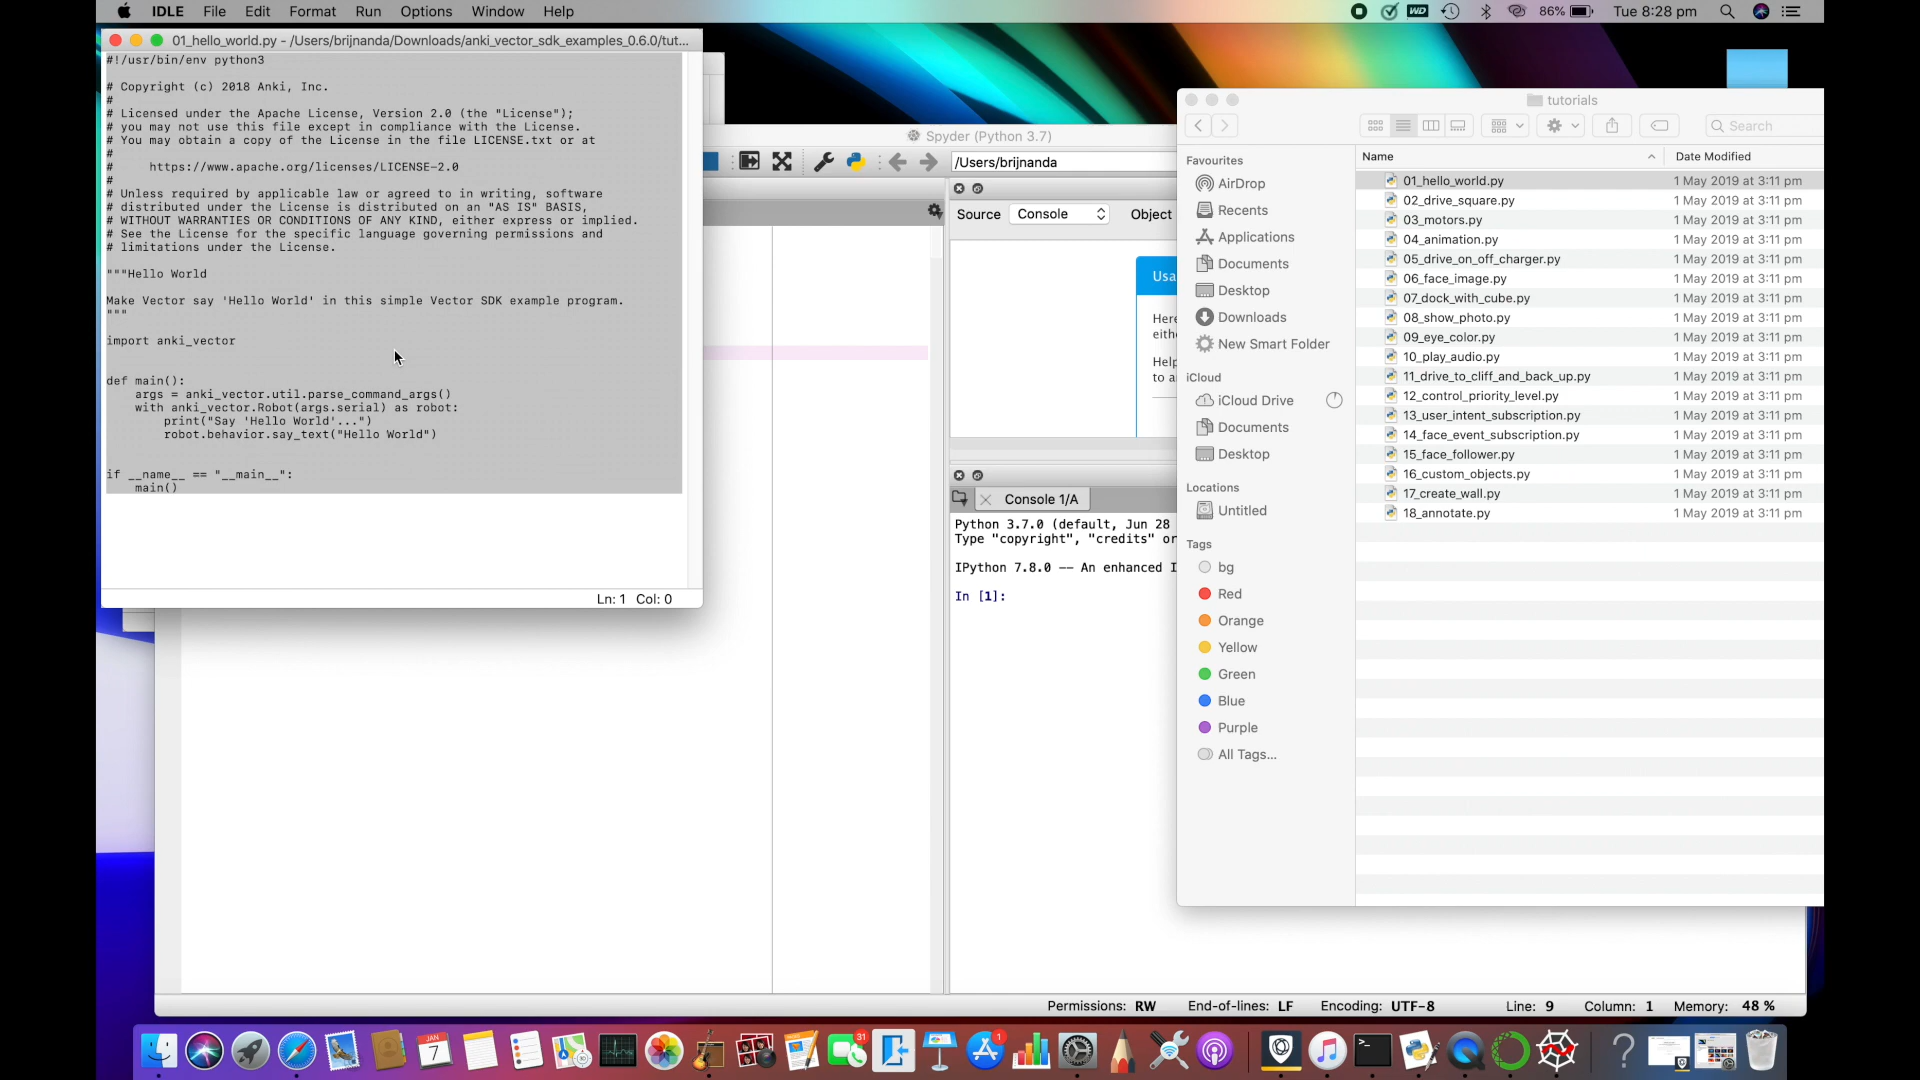 IDLE File Edit Format Run Options Window Help
WD 86% Tue 8:28 pm
01_hello_world.py - /Users/brijnanda/Downloads/anki_vector_sdk_examples_0.6.0/tut...
#!/usr/bin/env python3
# Copyright (c) 2018 Anki, Inc.
#
# Licensed under the Apache License, Version 2.0 (the "License");
# you may not use this file except in compliance with the License.
# You may obtain a copy of the License in the file LICENSE.txt or at
#
#     https://www.apache.org/licenses/LICENSE-2.0
#
# Unless required by applicable law or agreed to in writing, software
# distributed under the License is distributed on an "AS IS" BASIS,
# WITHOUT WARRANTIES OR CONDITIONS OF ANY KIND, either express or implied.
# See the License for the specific language governing permissions and
# limitations under the License.
"""Hello World
Make Vector say 'Hello World' in this simple Vector SDK example program.
"""
import anki_vector
def main():
    args = anki_vector.util.parse_command_args()
    with anki_vector.Robot(args.serial) as robot:
        print("Say 'Hello World'...")
        robot.behavior.say_text("Hello World")
if __name__ == "__main__":
    main()
Ln: 1 Col: 0
Spyder (Python 3.7)
/Users/brijnanda
Source Console Object
Usa
Here
eith
Help
to a
Console 1/A
Python 3.7.0 (default, Jun 28
Type "copyright", "credits" or
IPython 7.8.0 -- An enhanced I
In [1]:
Permissions: RW End-of-lines: LF Encoding: UTF-8 Line: 9 Column: 1 Memory: 48 %
tutorials
Search
Favourites
AirDrop
Recents
Applications
Documents
Desktop
Downloads
New Smart Folder
iCloud
iCloud Drive
Documents
Desktop
Locations
Untitled
Tags
bg
Red
Orange
Yellow
Green
Blue
Purple
All Tags...
Name Date Modified
01_hello_world.py 1 May 2019 at 3:11 pm
02_drive_square.py 1 May 2019 at 3:11 pm
03_motors.py 1 May 2019 at 3:11 pm
04_animation.py 1 May 2019 at 3:11 pm
05_drive_on_off_charger.py 1 May 2019 at 3:11 pm
06_face_image.py 1 May 2019 at 3:11 pm
07_dock_with_cube.py 1 May 2019 at 3:11 pm
08_show_photo.py 1 May 2019 at 3:11 pm
09_eye_color.py 1 May 2019 at 3:11 pm
10_play_audio.py 1 May 2019 at 3:11 pm
11_drive_to_cliff_and_back_up.py 1 May 2019 at 3:11 pm
12_control_priority_level.py 1 May 2019 at 3:11 pm
13_user_intent_subscription.py 1 May 2019 at 3:11 pm
14_face_event_subscription.py 1 May 2019 at 3:11 pm
15_face_follower.py 1 May 2019 at 3:11 pm
16_custom_objects.py 1 May 2019 at 3:11 pm
17_create_wall.py 1 May 2019 at 3:11 pm
18_annotate.py 1 May 2019 at 3:11 pm
JAN
7
31
1